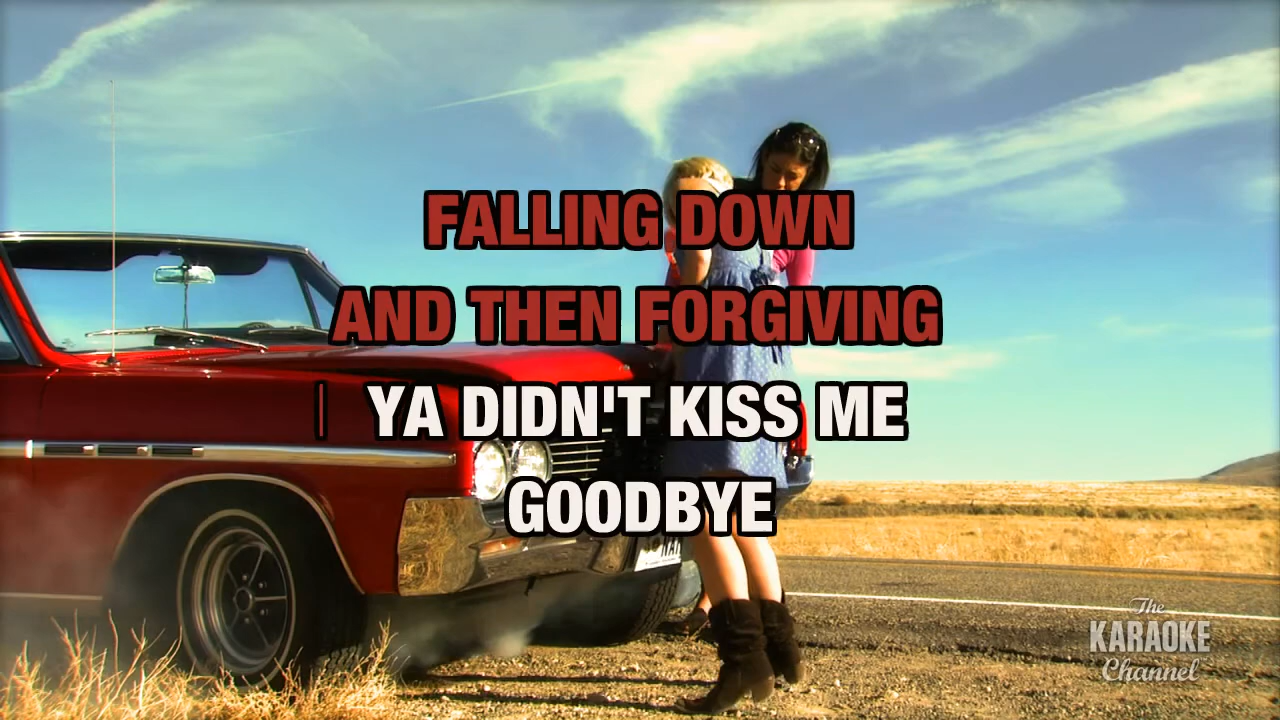 FALLING DOWN
AND THEN FORGIVING
YA DIDN'T KISS ME
GOODBYE
The
KARAOKE
Channel